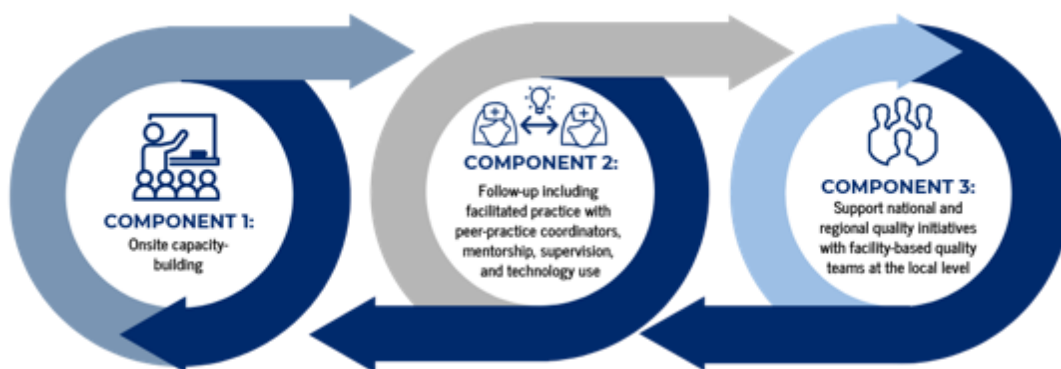 COMPONENT 1:
Onsite capacity-
building
COMPONENT 2:
Follow-up including
facilitated practice with
peer-practice coordinators,
mentorship, supervision,
and technology use
COMPONENT 3:
Support national and
regional quality initiatives
with facility-based quality
teams at the local level